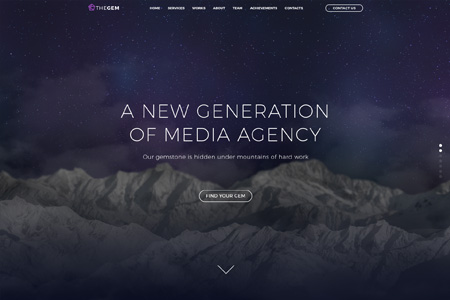 THEGEM
HOME SERVICES WORKS ABOUT TEAM ACHIEVEMENTS CONTACTS
CONTACT US
A NEW GENERATION
OF MEDIA AGENCY
Our gemstone is hidden under mountains of hard work
FIND YOUR GEM